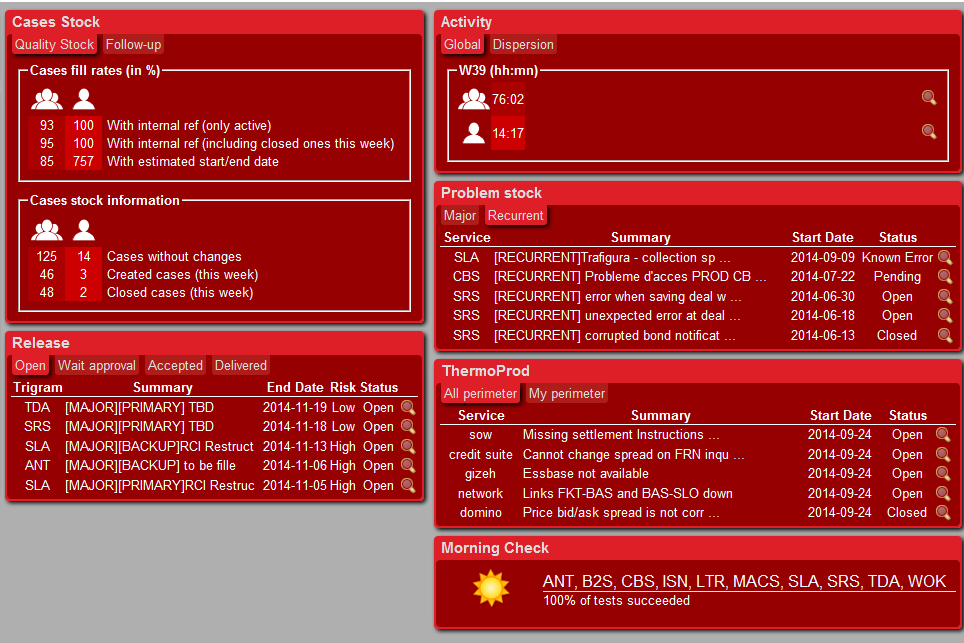 Cases Stock
Quality Stock Follow-up
Cases fill rates (in %)
93 100 With internal ref (only active)
95 100 With internal ref (including closed ones this week)
85 757 With estimated start/end date
Cases stock information
125 14 Cases without changes
46 3 Created cases (this week)
48 2 Closed cases (this week)
Release
Open Wait approval Accepted Delivered
Trigram Summary End Date Risk Status
TDA [MAJOR][PRIMARY] TBD 2014-11-19 Low Open
SRS [MAJOR][PRIMARY] TBD 2014-11-18 Low Open
SLA [MAJOR][BACKUP]RCI Restruct 2014-11-13 High Open
ANT [MAJOR][BACKUP] to be fille 2014-11-06 High Open
SLA [MAJOR][PRIMARY]RCI Restruc 2014-11-05 High Open
Activity
Global Dispersion
W39 (hh:mn)
76:02
14:17
Problem stock
Major Recurrent
Service Summary Start Date Status
SLA [RECURRENT]Trafigura - collection sp ... 2014-09-09 Known Error
CBS [RECURRENT] Probleme d'acces PROD CB ... 2014-07-22 Pending
SRS [RECURRENT] error when saving deal w ... 2014-06-30 Open
SRS [RECURRENT] unexpected error at deal ... 2014-06-18 Open
SRS [RECURRENT] corrupted bond notificat ... 2014-06-13 Closed
ThermoProd
All perimeter My perimeter
Service Summary Start Date Status
sow Missing settlement Instructions ... 2014-09-24 Open
credit suite Cannot change spread on FRN inqu ... 2014-09-24 Open
gizeh Essbase not available 2014-09-24 Open
network Links FKT-BAS and BAS-SLO down 2014-09-24 Open
domino Price bid/ask spread is not corr ... 2014-09-24 Closed
Morning Check
ANT, B2S, CBS, ISN, LTR, MACS, SLA, SRS, TDA, WOK
100% of tests succeeded